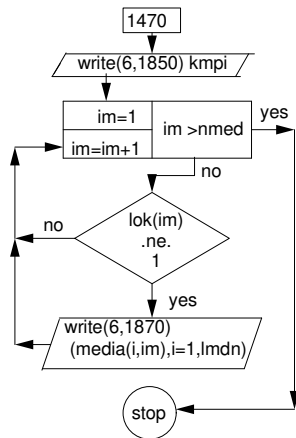 1470
write(6,1850) kmpi
im=1
im=im+1
im >nmed
yes
no
lok(im)
.ne.
1
no
yes
write(6,1870)
(media(i,im),i=1,lmdn)
stop